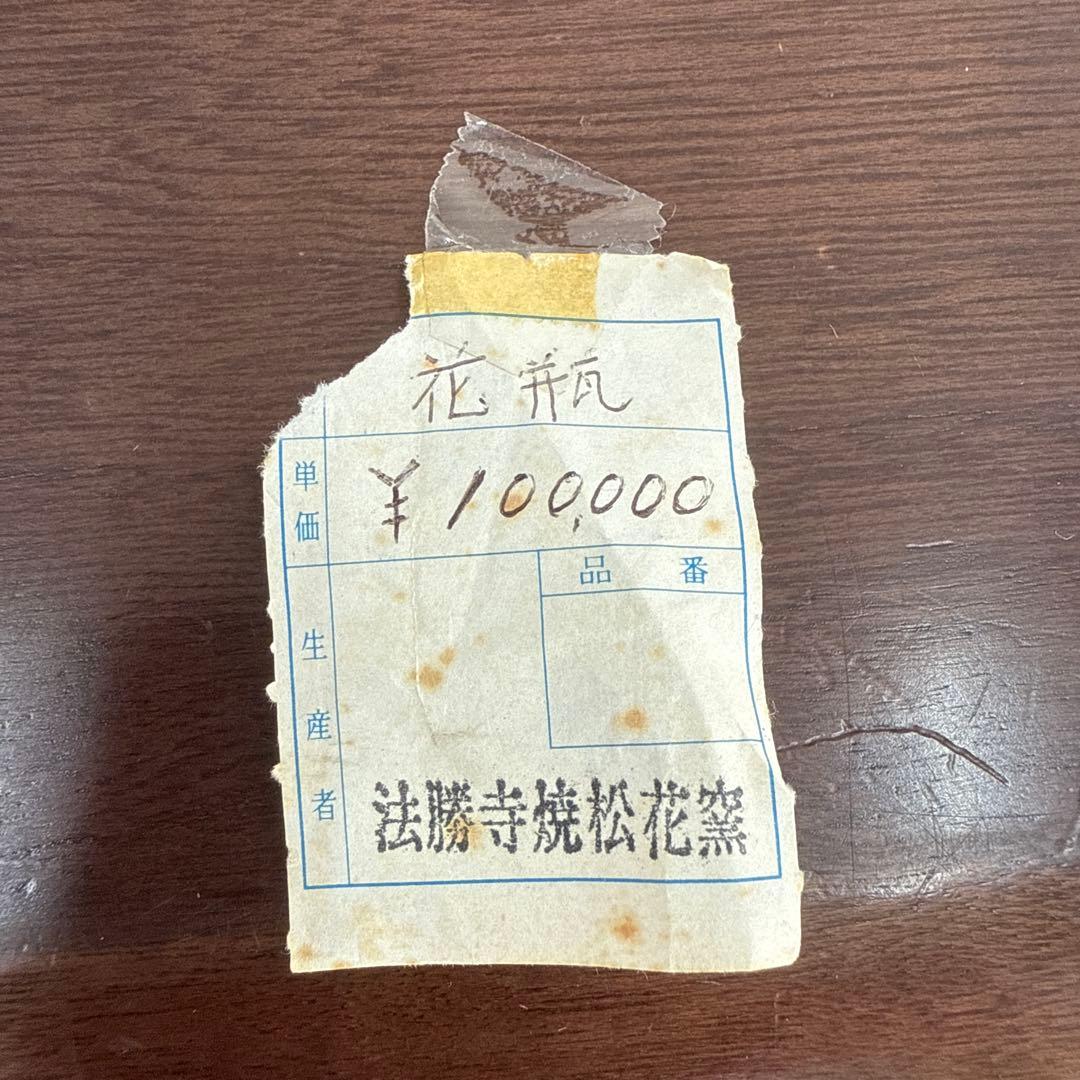 花瓶
単価 ¥100,000
品番
生産者
法勝寺焼松花窯